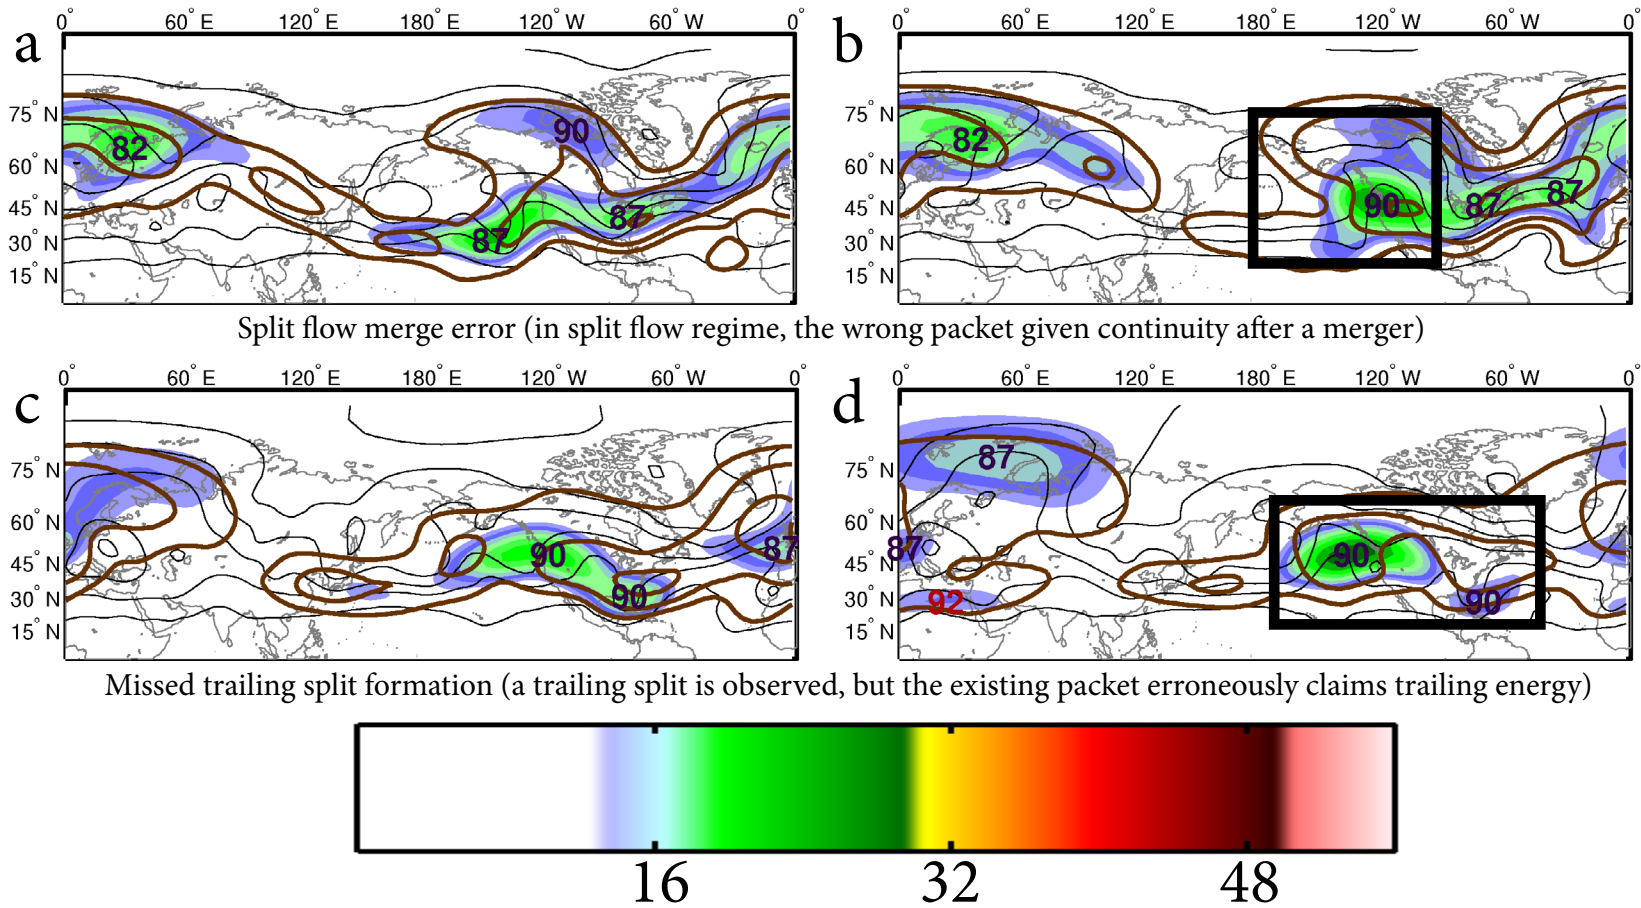 0° 60° E 120° E 180° E 120° W 60° W 0°
0° 60° E 120° E 180° E 120° W 60° W 0°
a
b
75° N
60° N
45° N
30° N
15° N
82
90
87
87
75° N
60° N
45° N
30° N
15° N
82
90
87
87
Split flow merge error (in split flow regime, the wrong packet given continuity after a merger)
0° 60° E 120° E 180° E 120° W 60° W 0°
0° 60° E 120° E 180° E 120° W 60° W 0°
c
d
75° N
60° N
45° N
30° N
15° N
90
87
90
75° N
60° N
45° N
30° N
15° N
87
87
90
92
90
Missed trailing split formation (a trailing split is observed, but the existing packet erroneously claims trailing energy)
16 32 48